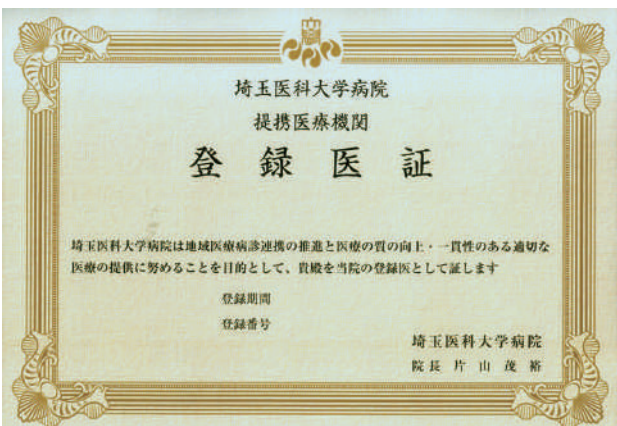 埼玉医科大学病院
提携医療機関
登録医証
埼玉医科大学病院は地域医療病診連携の推進と医療の質の向上・一貫性のある適切な
医療の提供に努めることを目的として、貴殿を当院の登録医として証します
登録期間
登録番号
埼玉医科大学病院
院長 片山茂裕